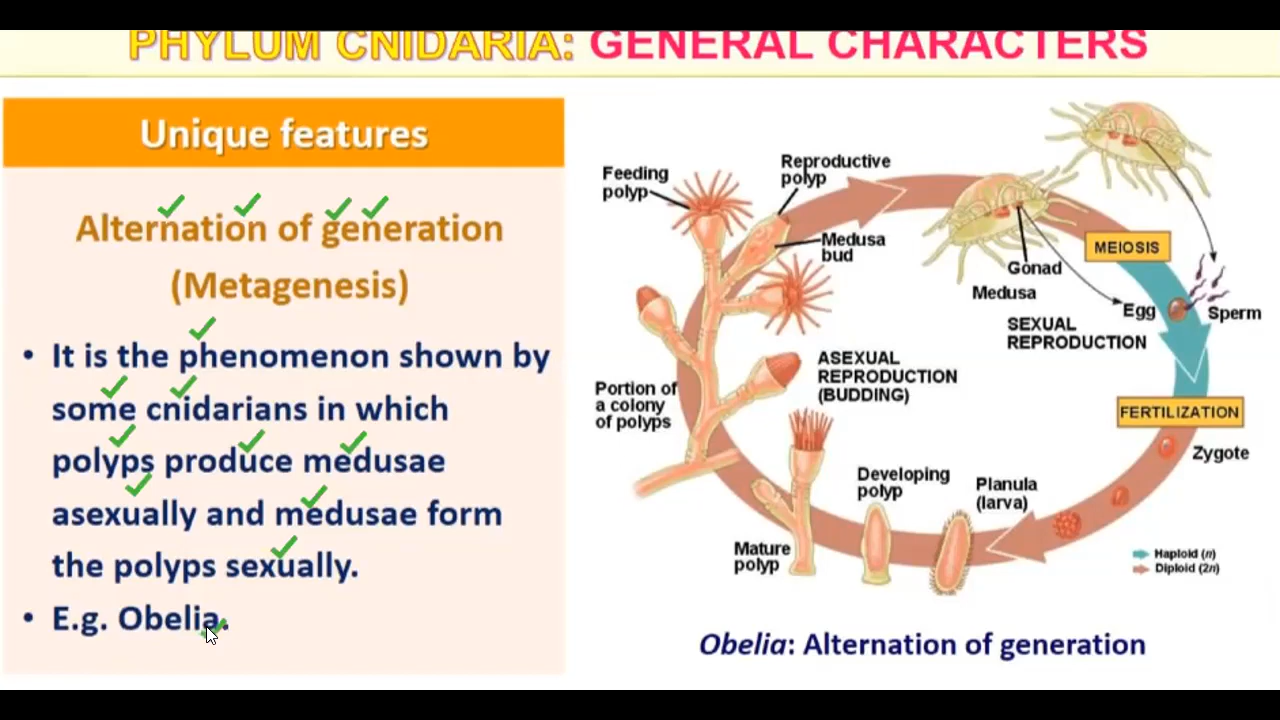 PHYLUM CNIDARIA: GENERAL CHARACTERS
Unique features
Alternation of generation
(Metagenesis)
• It is the phenomenon shown by
some cnidarians in which
polyps produce medusae
asexually and medusae form
the polyps sexually.
• E.g. Obelia.
Feeding
polyp
Reproductive
polyp
Medusa
bud
Gonad
Medusa
MEIOSIS
Egg
Sperm
SEXUAL
REPRODUCTION
ASEXUAL
REPRODUCTION
(BUDDING)
Portion of
a colony
of polyps
FERTILIZATION
Zygote
Developing
polyp
Planula
(larva)
Mature
polyp
Haploid (n)
Diploid (2n)
Obelia: Alternation of generation